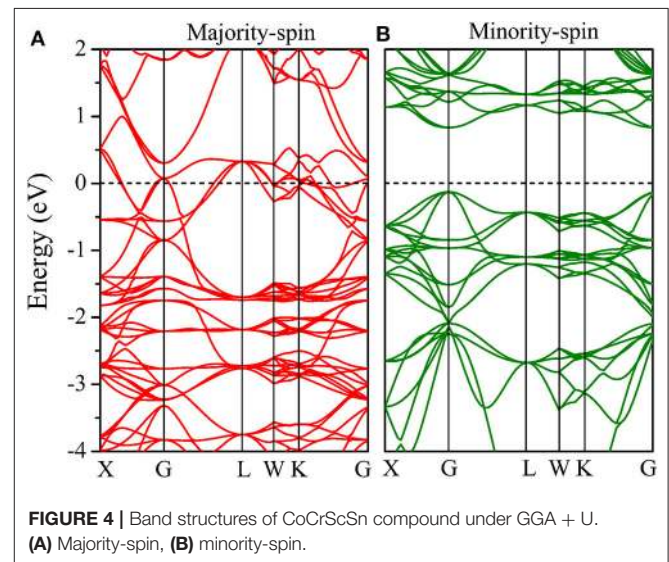 A
Majority-spin
B
Minority-spin
Energy (eV)
2
1
0
-1
-2
-3
-4
X G L W K G
X G L W K G
FIGURE 4 | Band structures of CoCrScSn compound under GGA + U.
(A) Majority-spin, (B) minority-spin.